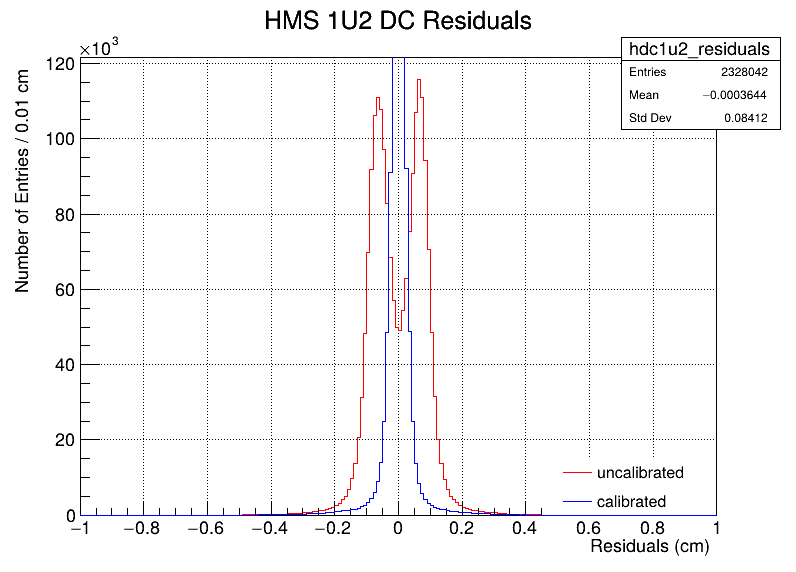 HMS 1U2 DC Residuals
×10³
hdc1u2_residuals
Entries 2328042
Mean −0.0003644
Std Dev 0.08412
Number of Entries / 0.01 cm
120
100
80
60
40
20
0
uncalibrated
calibrated
−1 −0.8 −0.6 −0.4 −0.2 0 0.2 0.4 0.6 0.8 1
Residuals (cm)